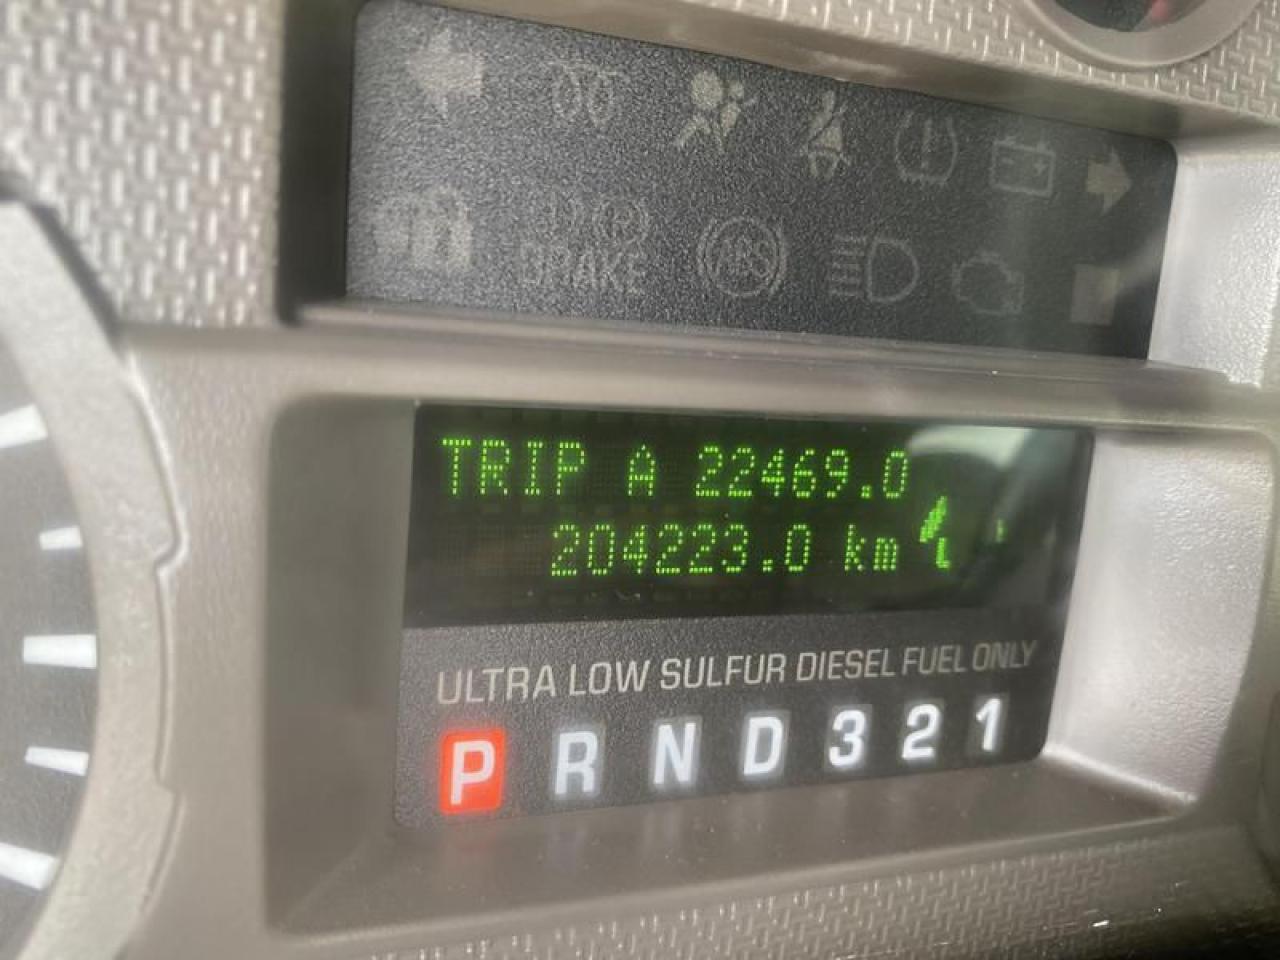 BRAKE
ABS
TRIP A 22469.0
204223.0 km
ULTRA LOW SULFUR DIESEL FUEL ONLY
P R N D 3 2 1